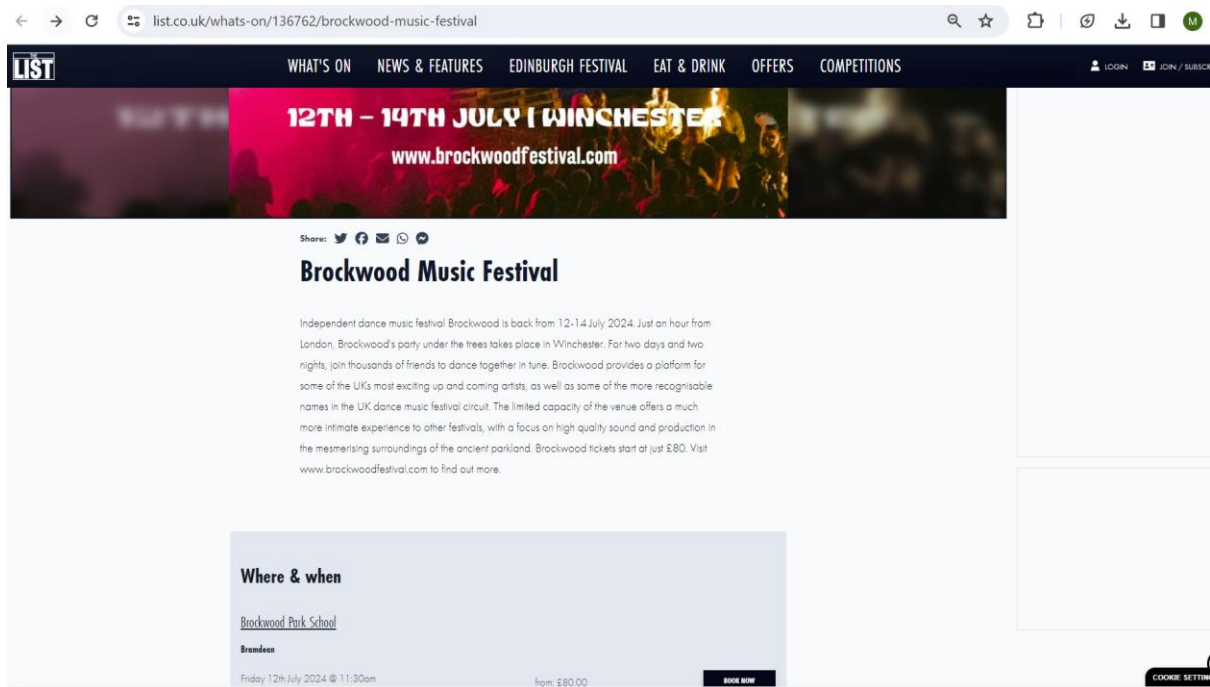 list.co.uk/whats-on/136762/brockwood-music-festival
M
THE LIST
WHAT'S ON NEWS & FEATURES EDINBURGH FESTIVAL EAT & DRINK OFFERS COMPETITIONS
LOGIN JOIN / SUBSCR
12TH – 14TH JULY | WINCHESTER
www.brockwoodfestival.com
Share:
Brockwood Music Festival
Independent dance music festival Brockwood is back from 12-14 July 2024. Just an hour from
London, Brockwood's party under the trees takes place in Winchester. For two days and two
nights, join thousands of friends to dance together in tune. Brockwood provides a platform for
some of the UKs most exciting up and coming artists, as well as some of the more recognisable
names in the UK dance music festival circuit. The limited capacity of the venue offers a much
more intimate experience to other festivals, with a focus on high quality sound and production in
the mesmerising surroundings of the ancient parkland. Brockwood tickets start at just £80. Visit
www.brockwoodfestival.com to find out more.
Where & when
Brockwood Park School
Bramdean
Friday 12th July 2024 @ 11:30am from: £80.00 BOOK NOW
COOKIE SETTIN